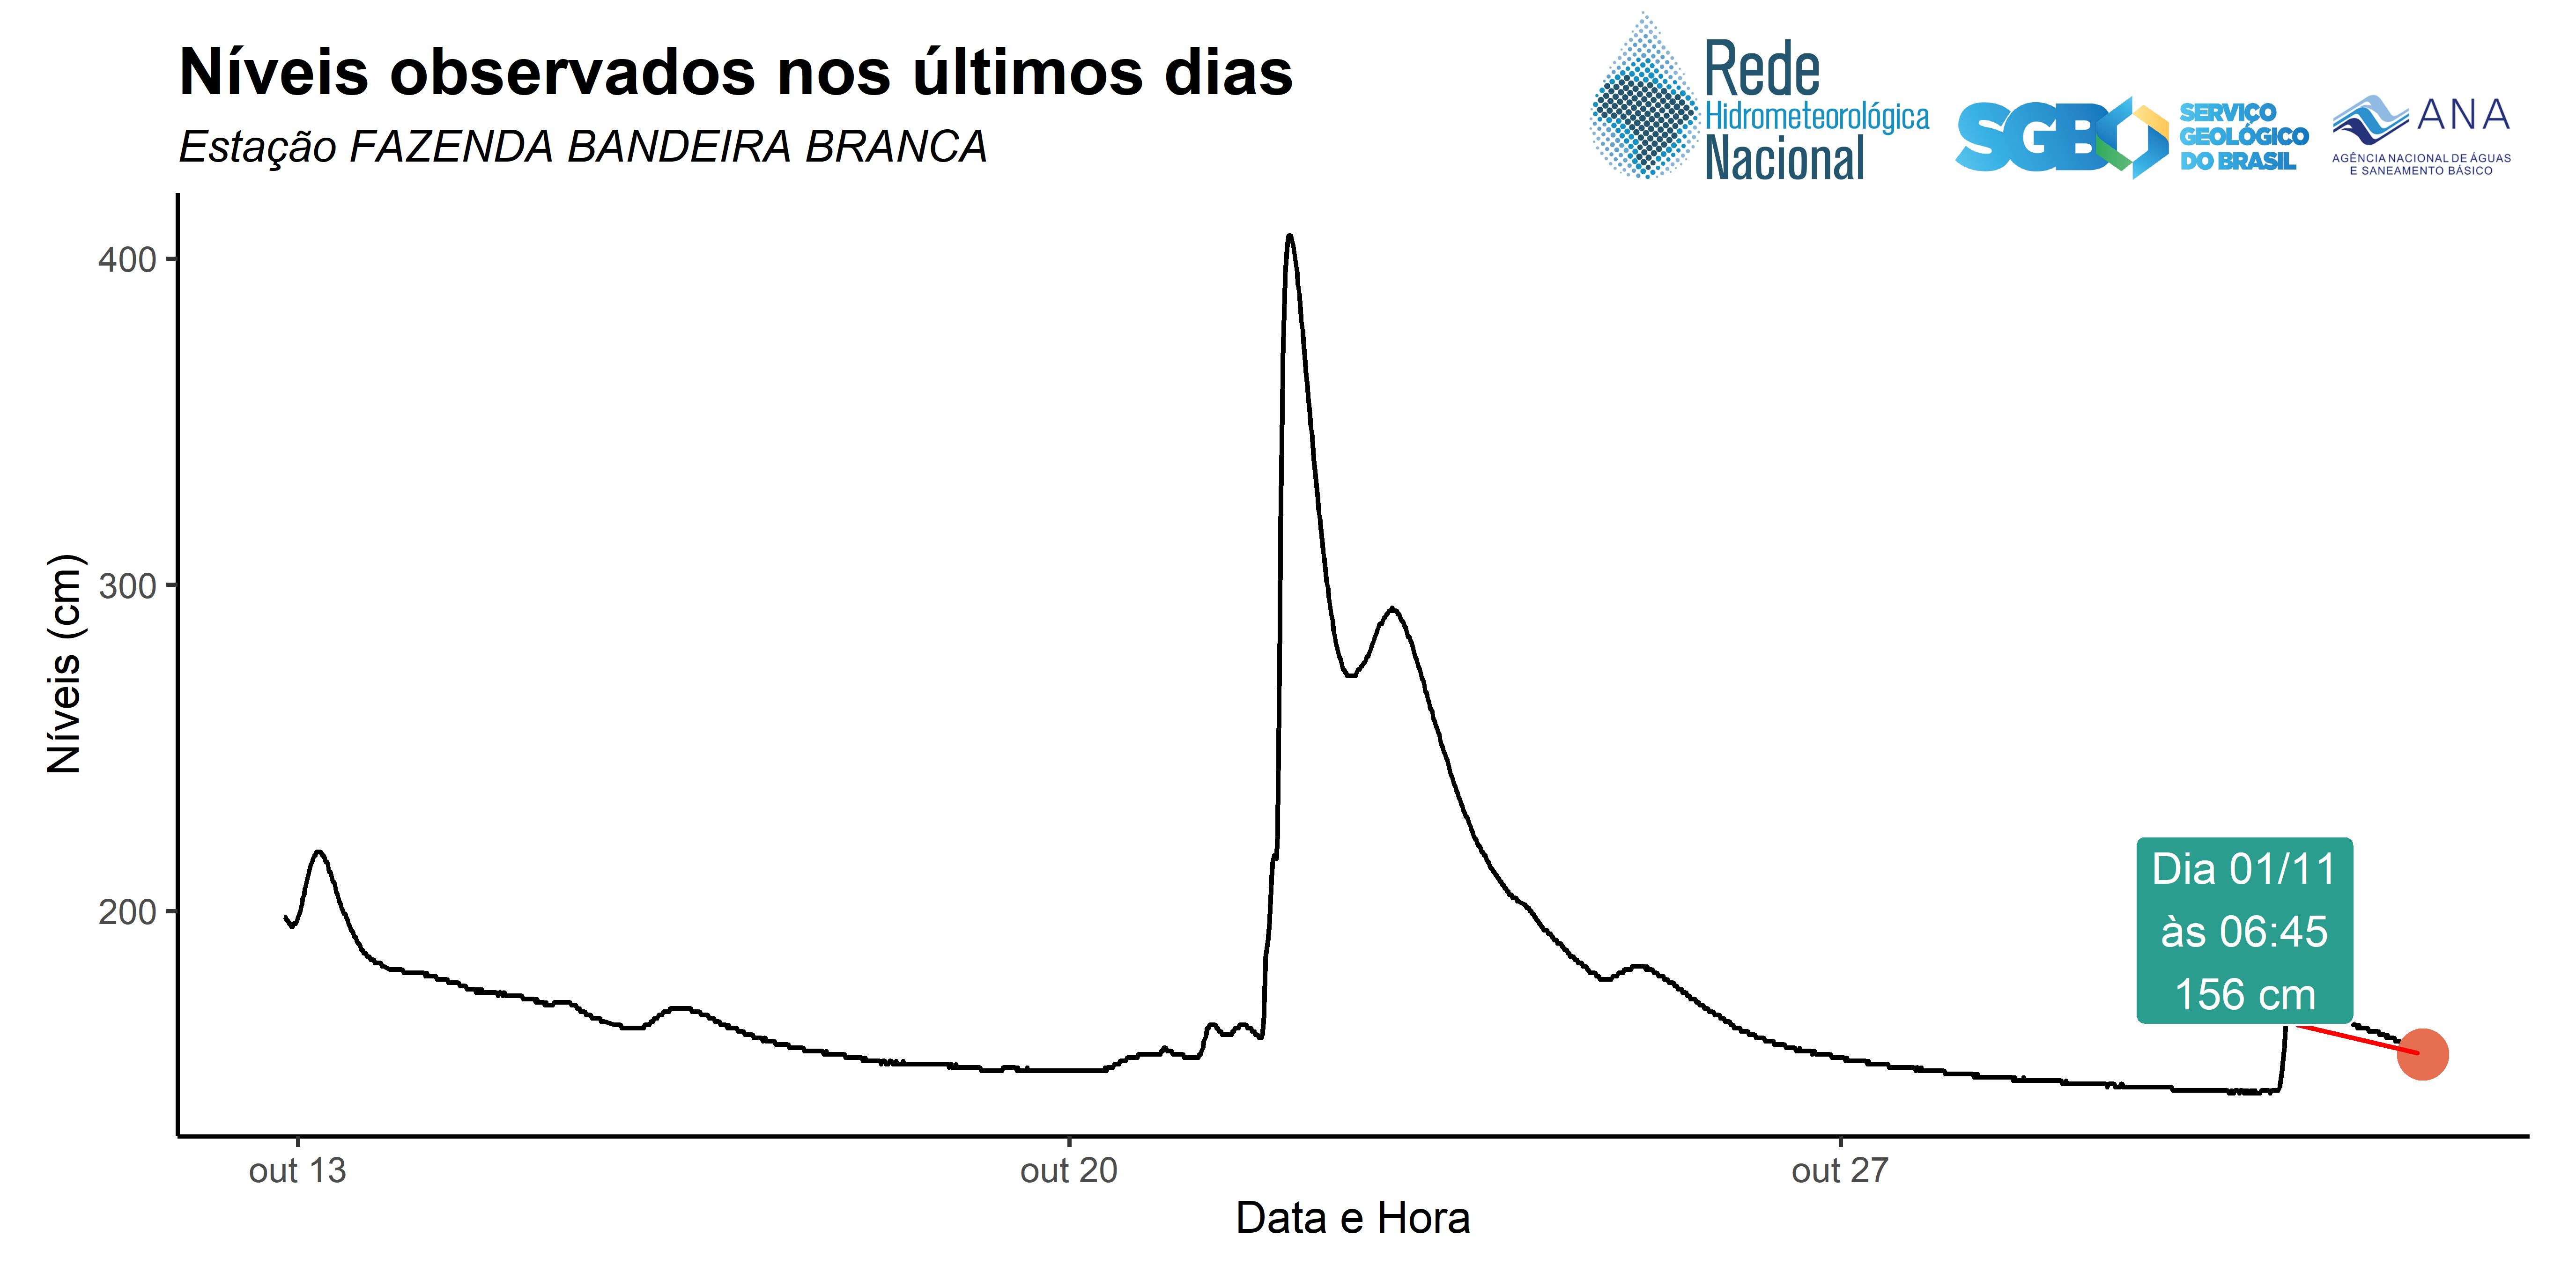 Níveis observados nos últimos dias
Estação FAZENDA BANDEIRA BRANCA
Rede
Hidrometeorológica
Nacional
SGB
SERVIÇO
GEOLÓGICO
DO BRASIL
ANA
AGÊNCIA NACIONAL DE ÁGUAS
E SANEAMENTO BÁSICO
Níveis (cm)
400
300
200
Dia 01/11
às 06:45
156 cm
out 13
out 20
out 27
Data e Hora